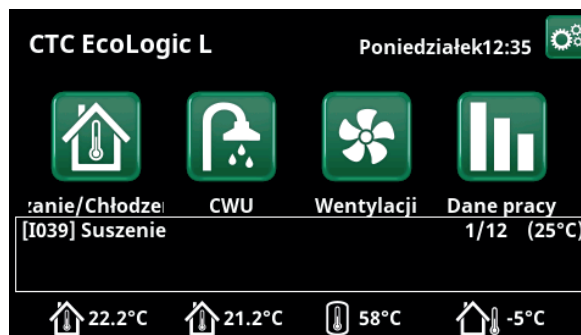 CTC EcoLogic L
Poniedziałek12:35
zanie/Chłodze
CWU
Wentylacji
Dane pracy
[I039] Suszenie 1/12 (25°C)
22.2°C 21.2°C 58°C -5°C